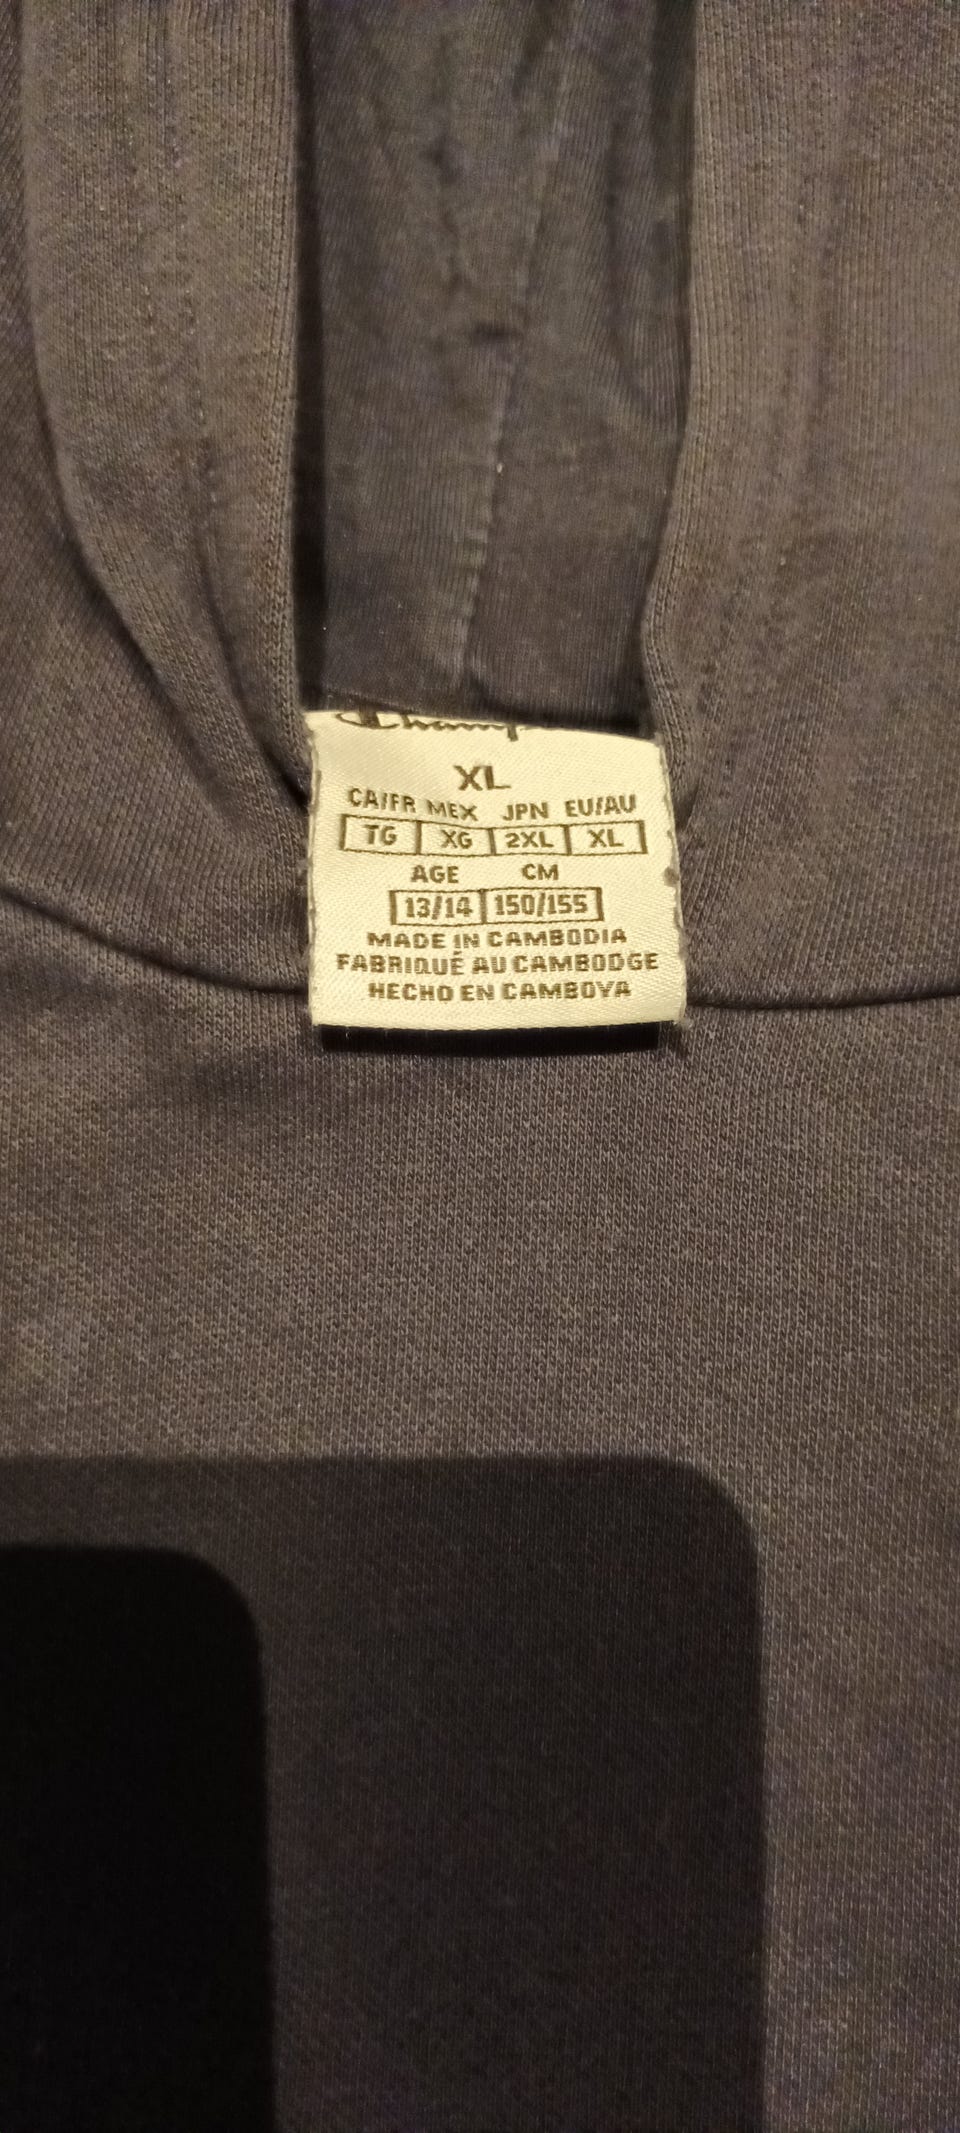 Champ
XL
CA/FR MEX JPN EU/AU
TG XG 2XL XL
AGE CM
13/14 150/155
MADE IN CAMBODIA
FABRIQUÉ AU CAMBODGE
HECHO EN CAMBOYA